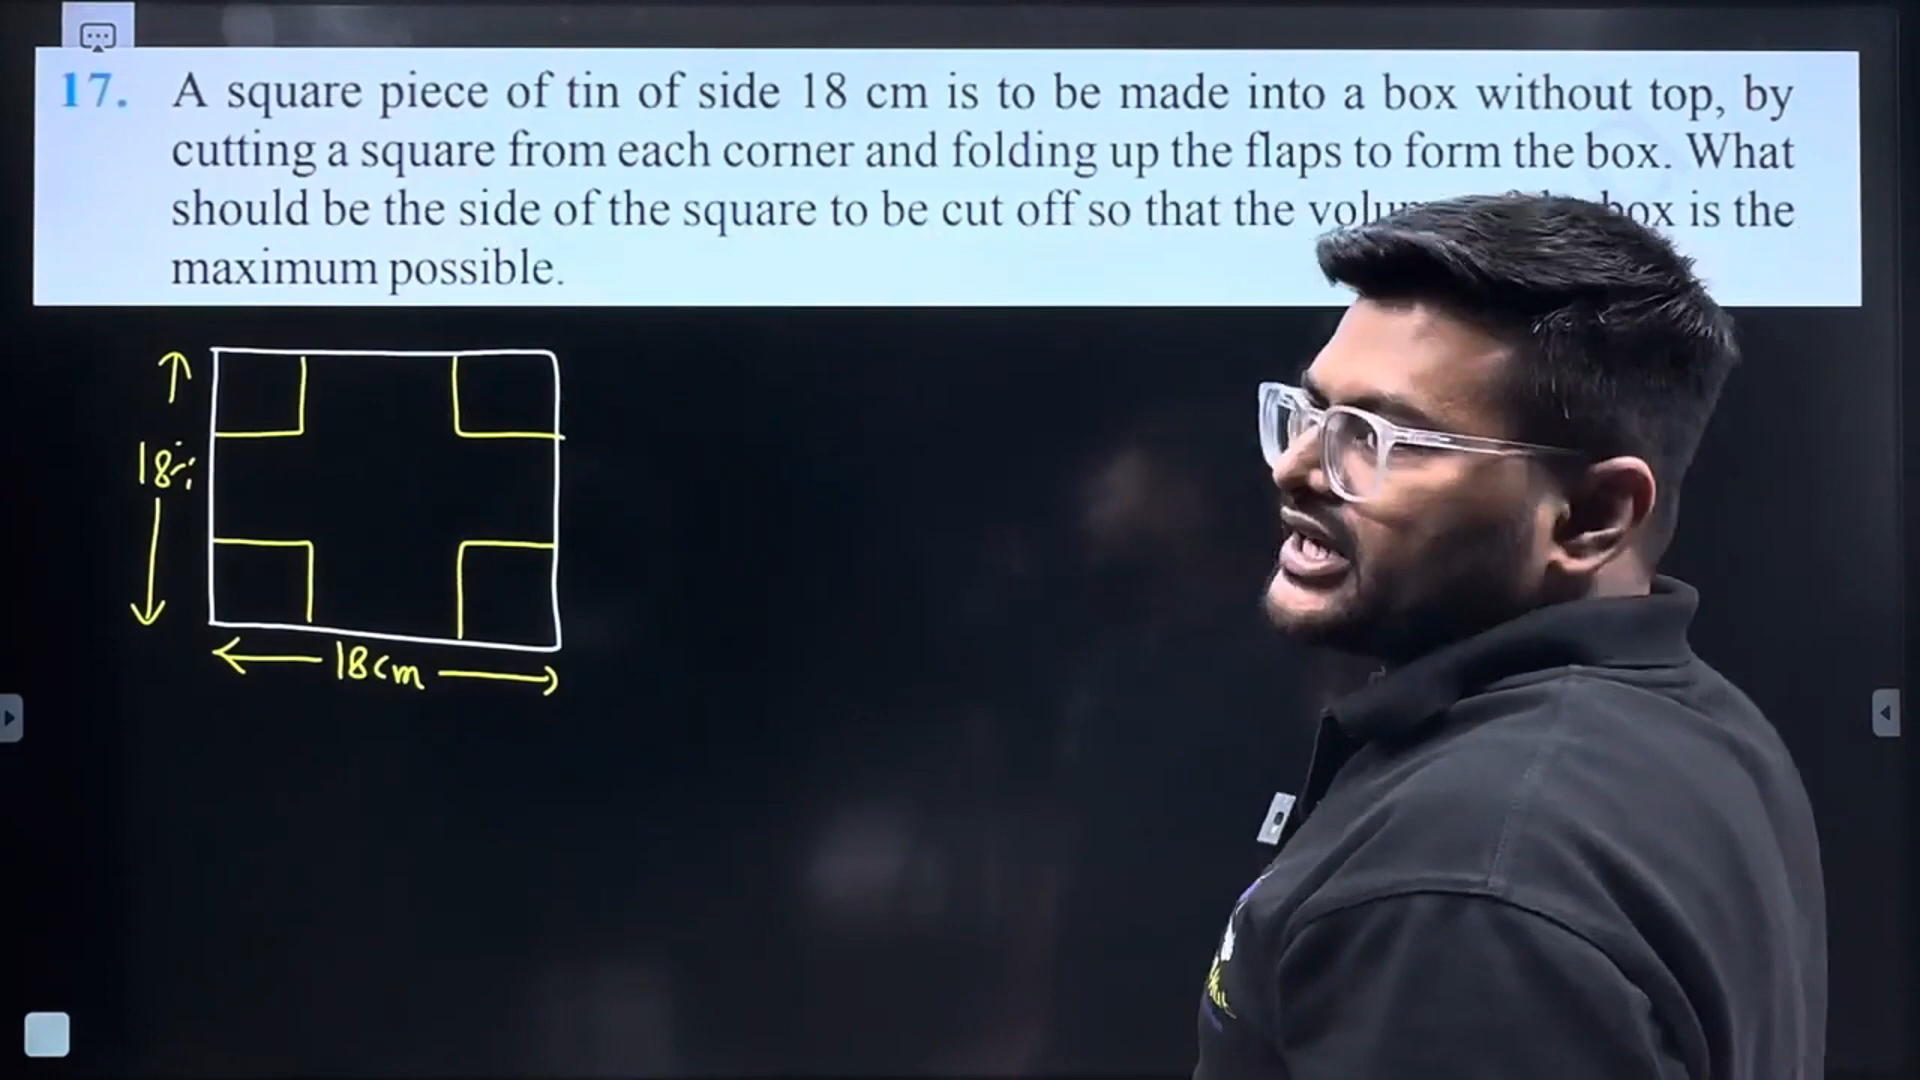 17. A square piece of tin of side 18 cm is to be made into a box without top, by
cutting a square from each corner and folding up the flaps to form the box. What
should be the side of the square to be cut off so that the box is the
maximum possible.
18
18cm